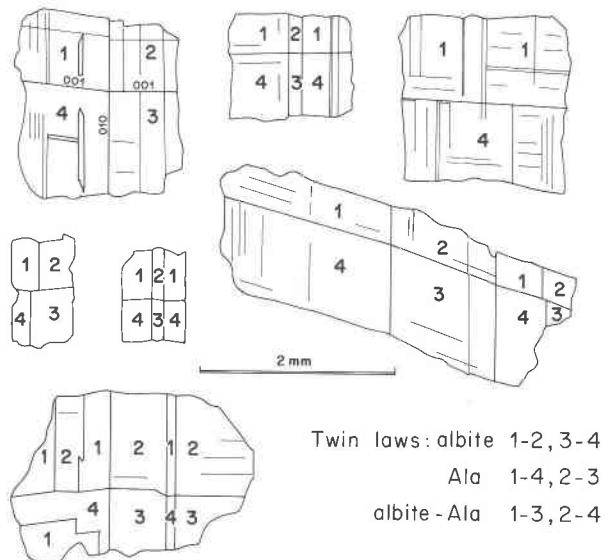 1 2 1 2 1 1 1
001 001 4 3 4
4 010 3 4
1
2
4 3 1 2
1 2 1 2 1 4 3
4 3 4 3 4
2 mm
1 2 1 2 1 2
Twin laws: albite 1-2, 3-4
4 3 4 3 Ala 1-4, 2-3
1 albite-Ala 1-3, 2-4